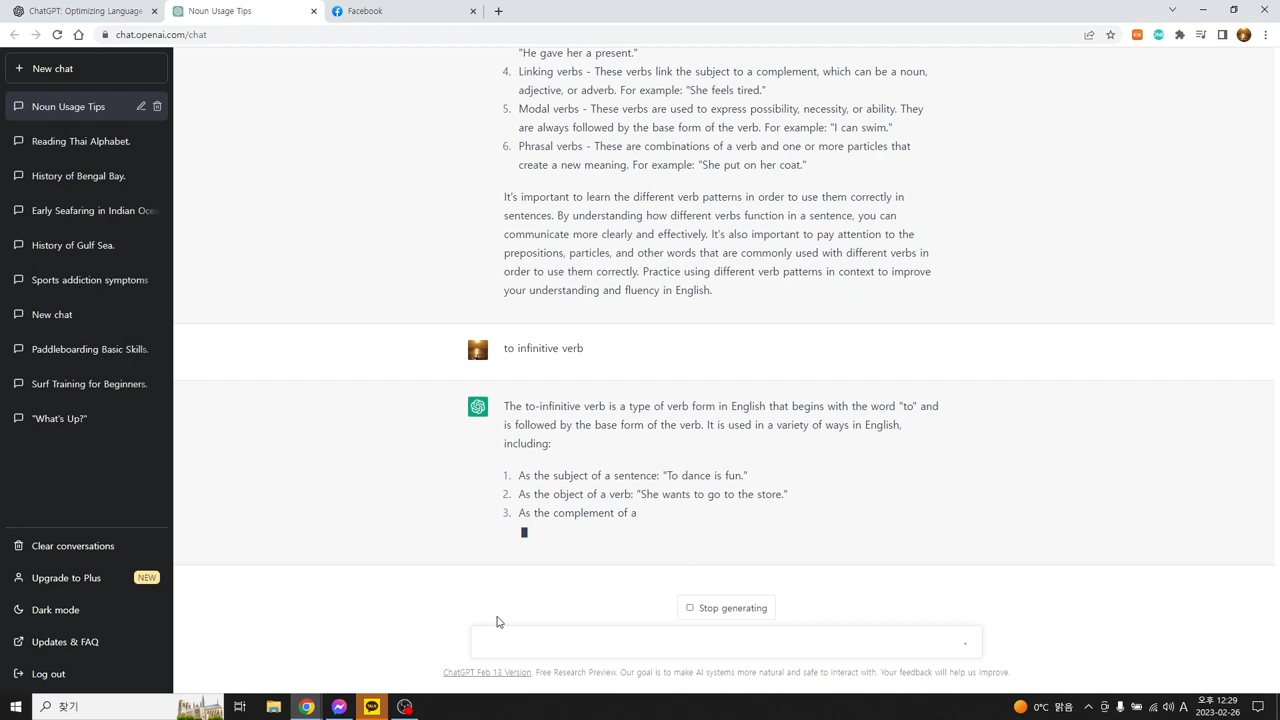 ChatGPT: Optimizing Language
Noun Usage Tips
Facebook
chat.openai.com/chat
New chat
Noun Usage Tips
Reading Thai Alphabet.
History of Bengal Bay.
Early Seafaring in Indian Ocea
History of Gulf Sea.
Sports addiction symptoms
New chat
Paddleboarding Basic Skills.
Surf Training for Beginners.
"What's Up?"
Clear conversations
Upgrade to Plus NEW
Dark mode
Updates & FAQ
Log out
"He gave her a present."
4. Linking verbs - These verbs link the subject to a complement, which can be a noun,
adjective, or adverb. For example: "She feels tired."
5. Modal verbs - These verbs are used to express possibility, necessity, or ability. They
are always followed by the base form of the verb. For example: "I can swim."
6. Phrasal verbs - These are combinations of a verb and one or more particles that
create a new meaning. For example: "She put on her coat."
It's important to learn the different verb patterns in order to use them correctly in
sentences. By understanding how different verbs function in a sentence, you can
communicate more clearly and effectively. It's also important to pay attention to the
prepositions, particles, and other words that are commonly used with different verbs in
order to use them correctly. Practice using different verb patterns in context to improve
your understanding and fluency in English.
to infinitive verb
The to-infinitive verb is a type of verb form in English that begins with the word "to" and
is followed by the base form of the verb. It is used in a variety of ways in English,
including:
1. As the subject of a sentence: "To dance is fun."
2. As the object of a verb: "She wants to go to the store."
3. As the complement of a
Stop generating
ChatGPT Feb 13 Version. Free Research Preview. Our goal is to make AI systems more natural and safe to interact with. Your feedback will help us improve.
찾기
TALK
0°C 맑음
A
오후 12:29
2023-02-26